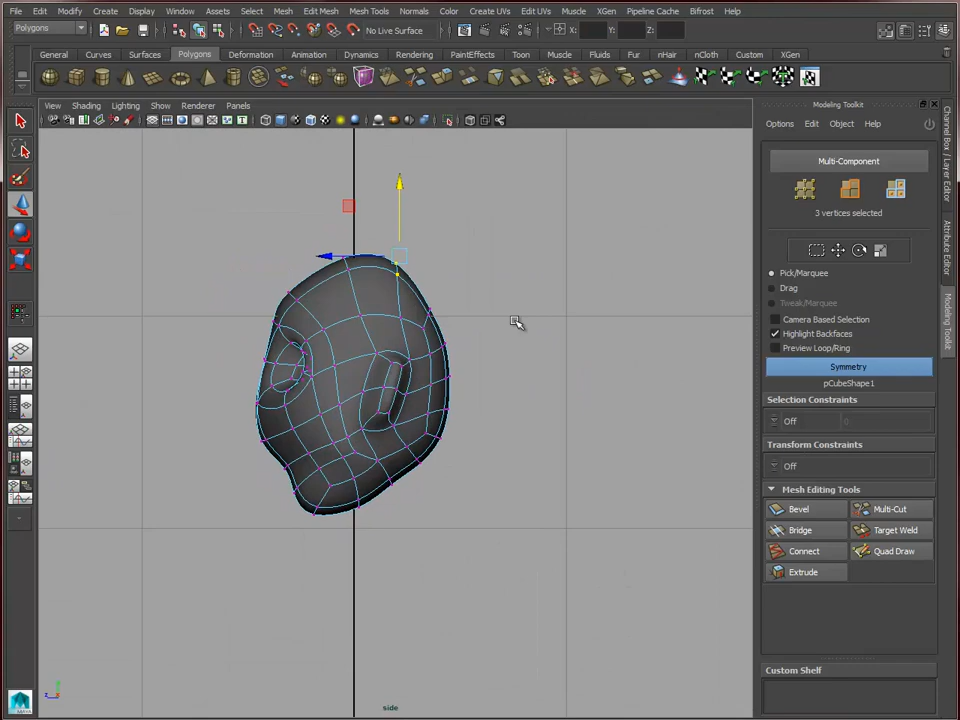 File Edit Modify Create Display Window Assets Select Mesh Edit Mesh Mesh Tools Normals Color Create UVs Edit UVs Muscle XGen Pipeline Cache Bifrost Help
Polygons No Live Surface X: Y: Z:
General Curves Surfaces Polygons Deformation Animation Dynamics Rendering PaintEffects Toon Muscle Fluids Fur nHair nCloth Custom XGen
View Shading Lighting Show Renderer Panels
Modeling Toolkit
Options Edit Object Help
Multi-Component
3 vertices selected
Pick/Marquee
Drag
Tweak/Marquee
Camera Based Selection
Highlight Backfaces
Preview Loop/Ring
Symmetry
pCubeShape1
Selection Constraints
Off 0
Transform Constraints
Off
Mesh Editing Tools
Bevel Multi-Cut
Bridge Target Weld
Connect Quad Draw
Extrude
Custom Shelf
Channel Box / Layer Editor
Attribute Editor
Modeling Toolkit
side